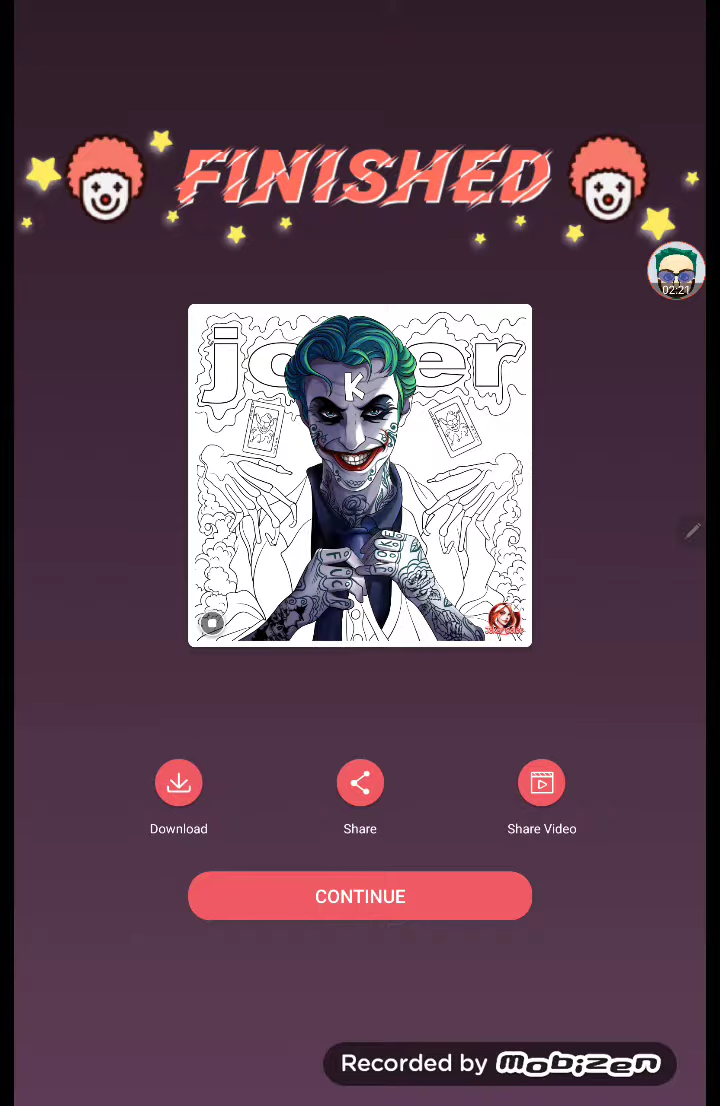 FINISHED
02:21
joker
Download
Share
Share Video
CONTINUE
Recorded by Mobizen